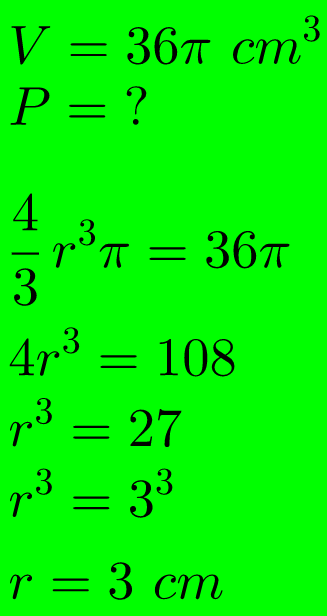 V = 36π cm³
P = ?
4/3 r³π = 36π
4r³ = 108
r³ = 27
r³ = 3³
r = 3 cm